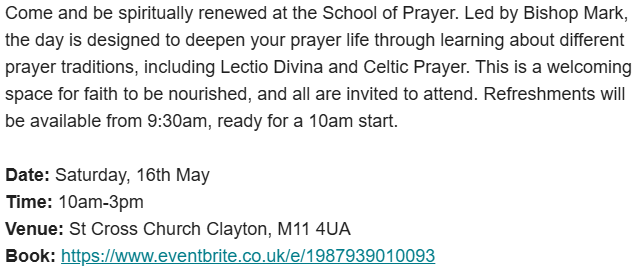 Come and be spiritually renewed at the School of Prayer. Led by Bishop Mark,
the day is designed to deepen your prayer life through learning about different
prayer traditions, including Lectio Divina and Celtic Prayer. This is a welcoming
space for faith to be nourished, and all are invited to attend. Refreshments will
be available from 9:30am, ready for a 10am start.
Date: Saturday, 16th May
Time: 10am-3pm
Venue: St Cross Church Clayton, M11 4UA
Book: https://www.eventbrite.co.uk/e/1987939010093